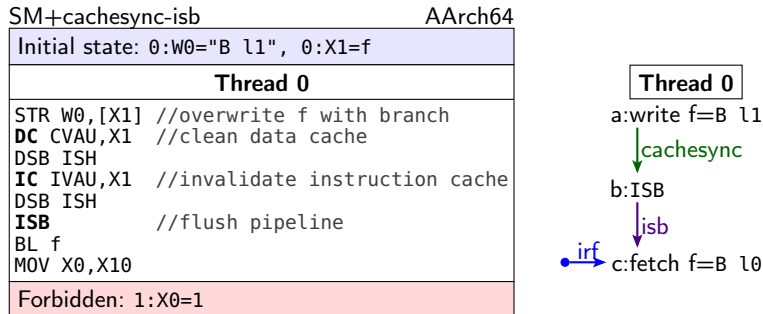 SM+cachesync-isb AArch64
Initial state: 0:W0="B l1", 0:X1=f
Thread 0
STR W0,[X1] //overwrite f with branch
DC CVAU,X1 //clean data cache
DSB ISH
IC IVAU,X1 //invalidate instruction cache
DSB ISH
ISB //flush pipeline
BL f
MOV X0,X10
Forbidden: 1:X0=1
Thread 0
a:write f=B l1
cachesync
b:ISB
isb
irf
c:fetch f=B l0